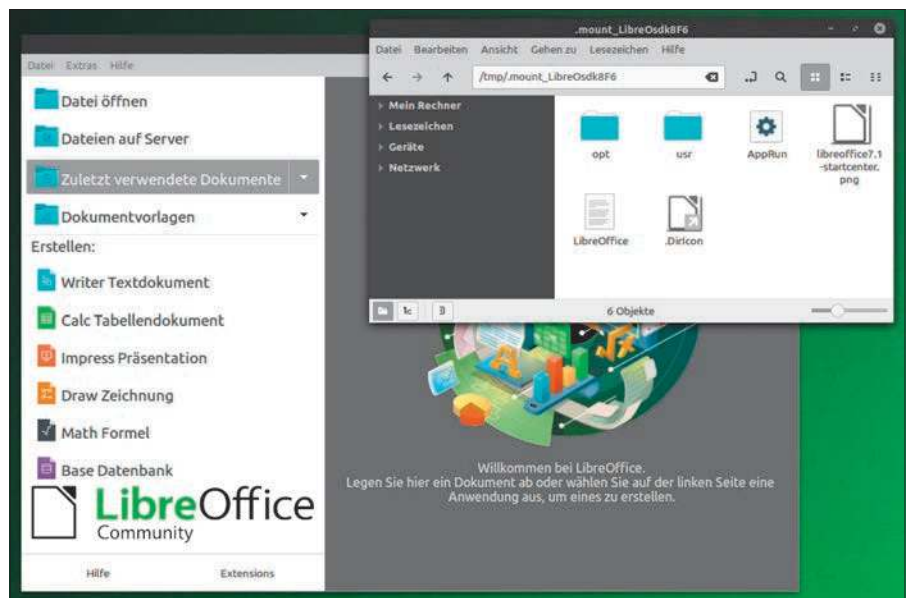 .mount_LibreOsdk8F6
Datei Bearbeiten Ansicht Gehen zu Lesezeichen Hilfe
/tmp/.mount_LibreOsdk8F6
Mein Rechner
Lesezeichen
Geräte
Netzwerk
opt
usr
AppRun
libreoffice7.1
-startcenter.
png
LibreOffice
.DirIcon
6 Objekte
Datei Extras Hilfe
Datei öffnen
Dateien auf Server
Zuletzt verwendete Dokumente
Dokumentvorlagen
Erstellen:
Writer Textdokument
Calc Tabellendokument
Impress Präsentation
Draw Zeichnung
Math Formel
Base Datenbank
LibreOffice
Community
Hilfe
Extensions
Willkommen bei LibreOffice.
Legen Sie hier ein Dokument ab oder wählen Sie auf der linken Seite eine
Anwendung aus, um eines zu erstellen.